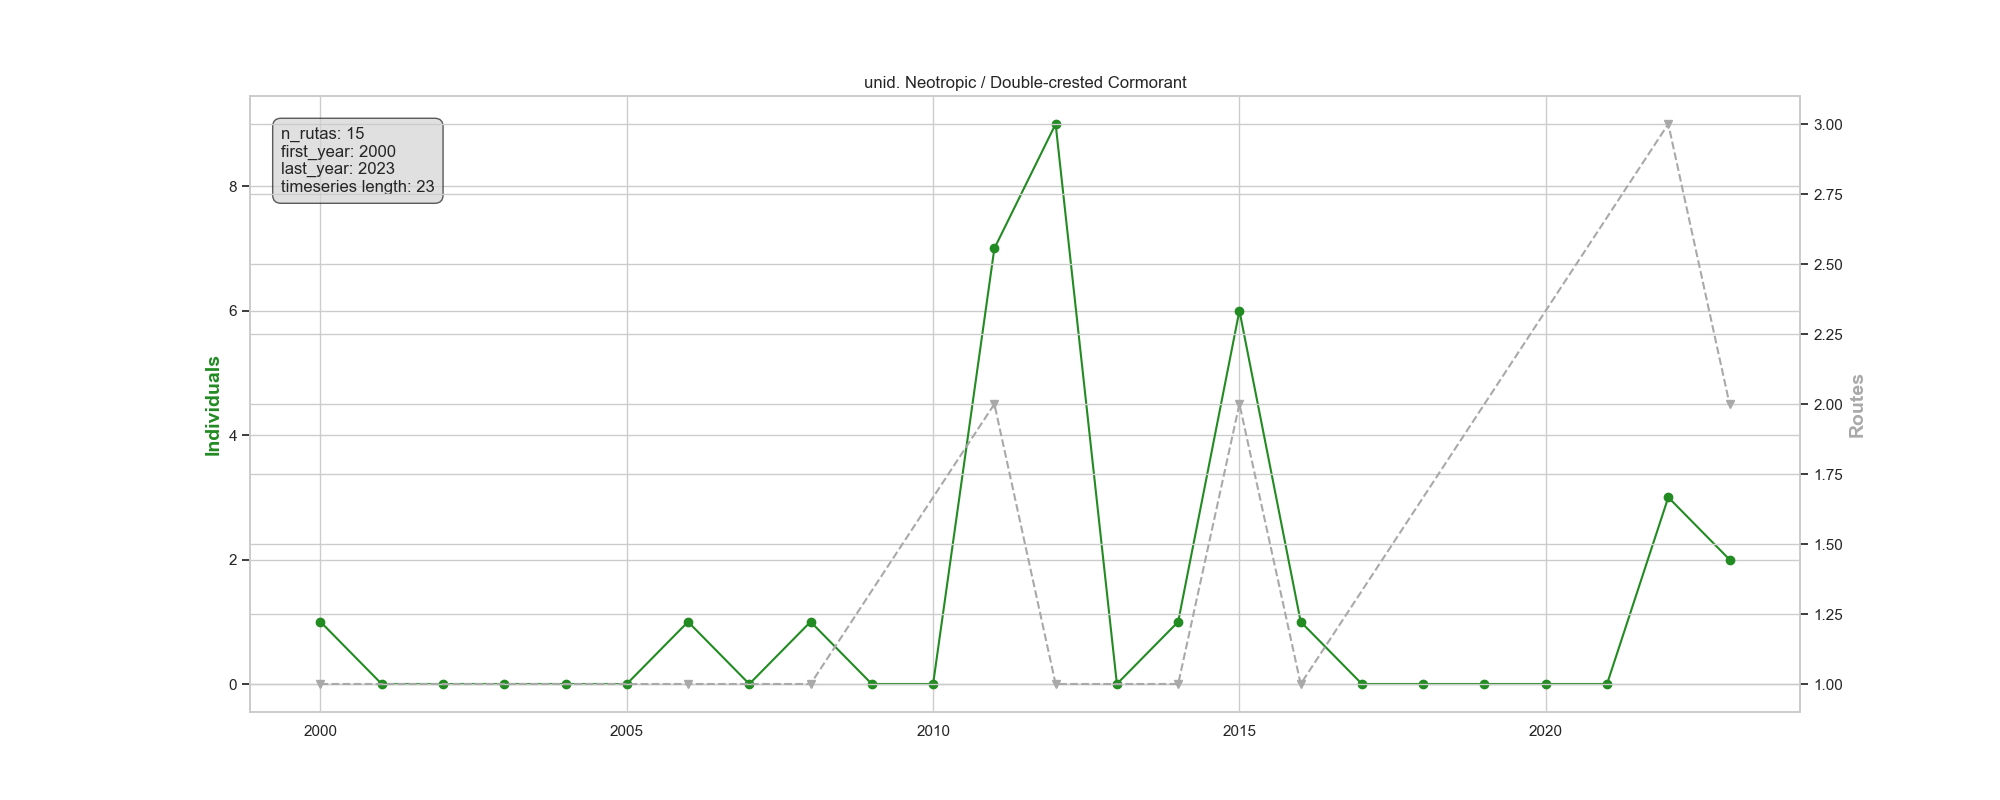 unid. Neotropic / Double-crested Cormorant
n_rutas: 15
first_year: 2000
last_year: 2023
timeseries length: 23
8
6
4
2
0
Individuals
3.00
2.75
2.50
2.25
2.00
1.75
1.50
1.25
1.00
Routes
2000 2005 2010 2015 2020